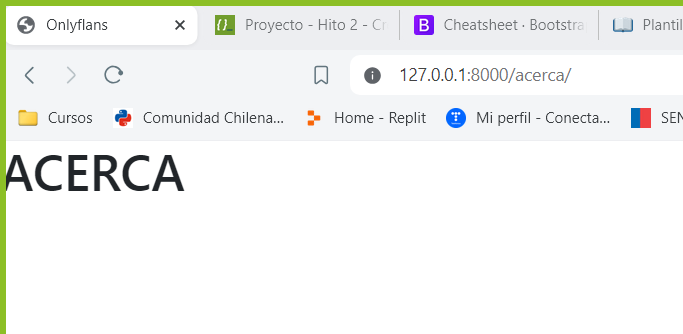 Onlyflans
Proyecto - Hito 2 - Cr
Cheatsheet · Bootstra
Plantil
127.0.0.1:8000/acerca/
Cursos
Comunidad Chilena...
Home - Replit
Mi perfil - Conecta...
SEN
ACERCA